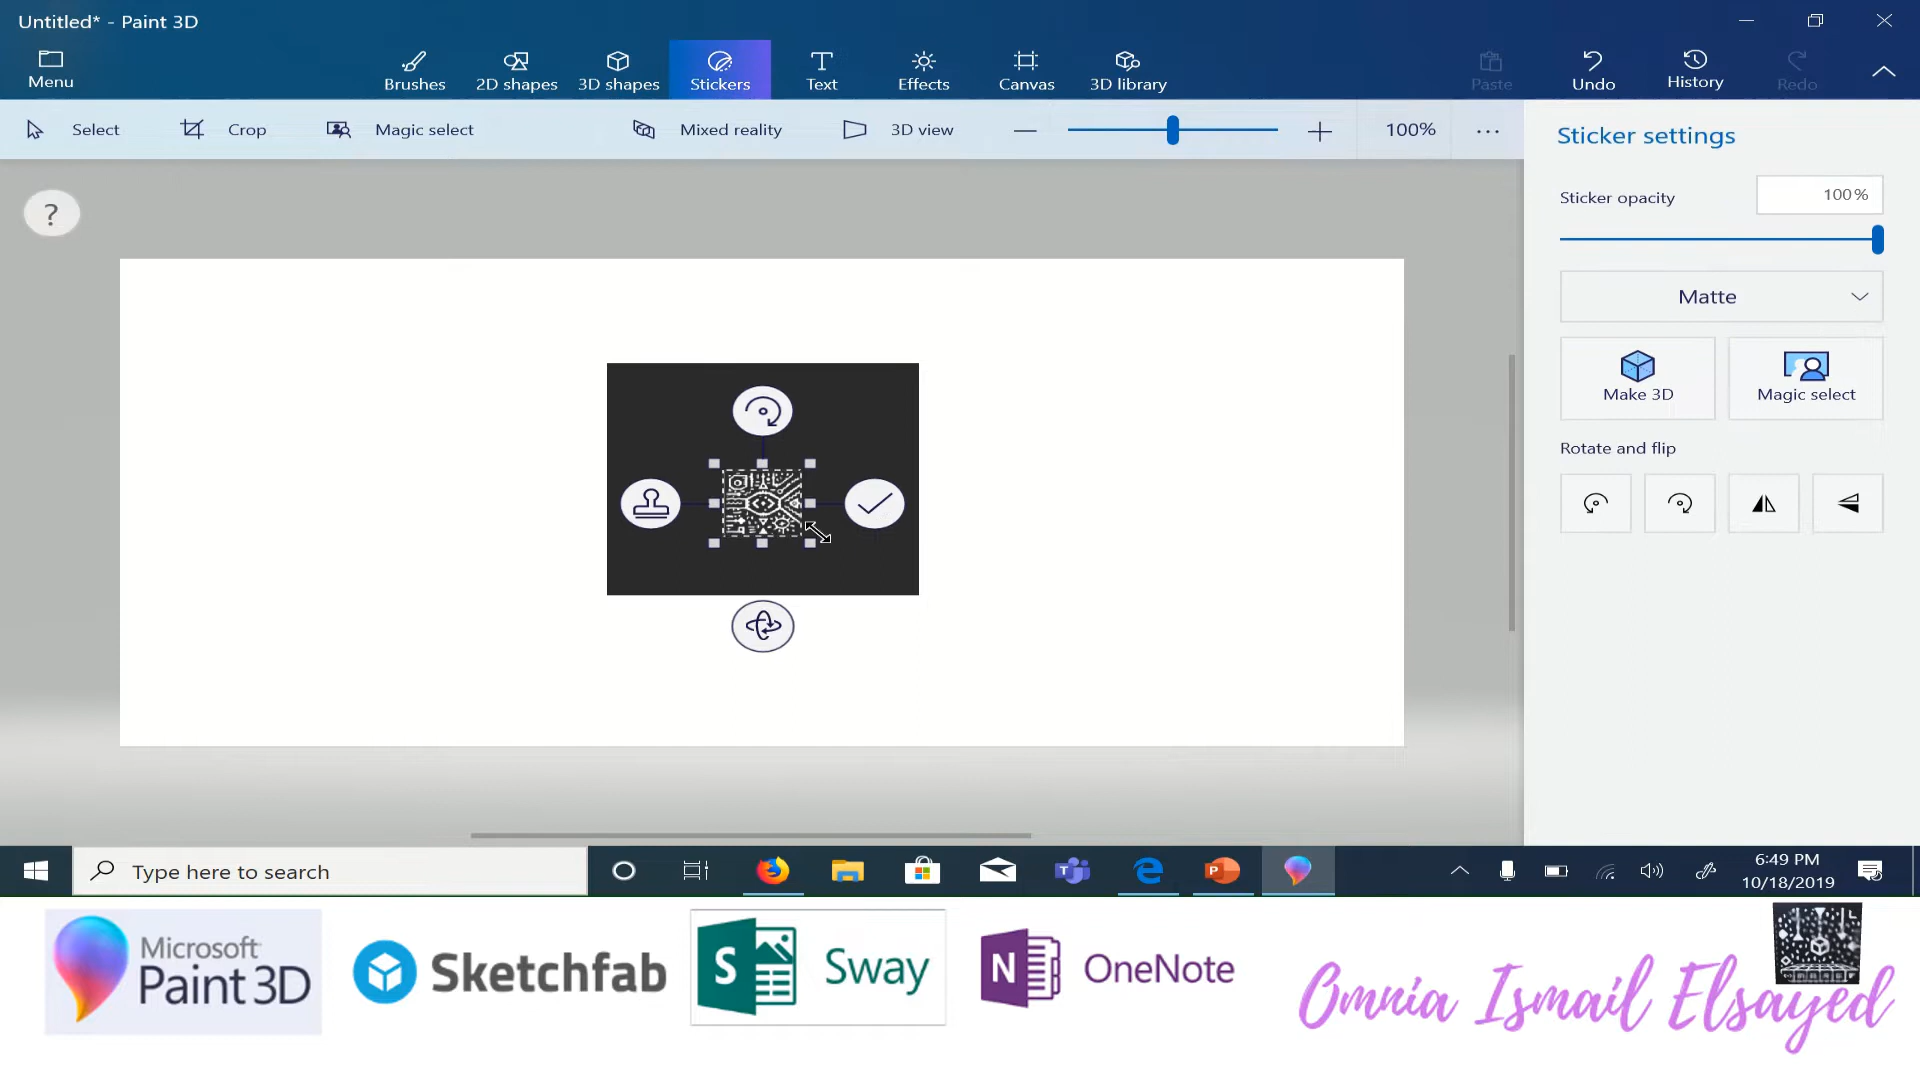 Untitled* - Paint 3D
Menu
Brushes
2D shapes
3D shapes
Stickers
Text
Effects
Canvas
3D library
Paste
Undo
History
Redo
Select
Crop
Magic select
Mixed reality
3D view
100%
...
Sticker settings
?
Sticker opacity
100%
Matte
Make 3D
Magic select
Rotate and flip
Type here to search
6:49 PM
10/18/2019
Microsoft
Paint 3D
Sketchfab
S
Sway
N
OneNote
Omnia Ismail Elsayed